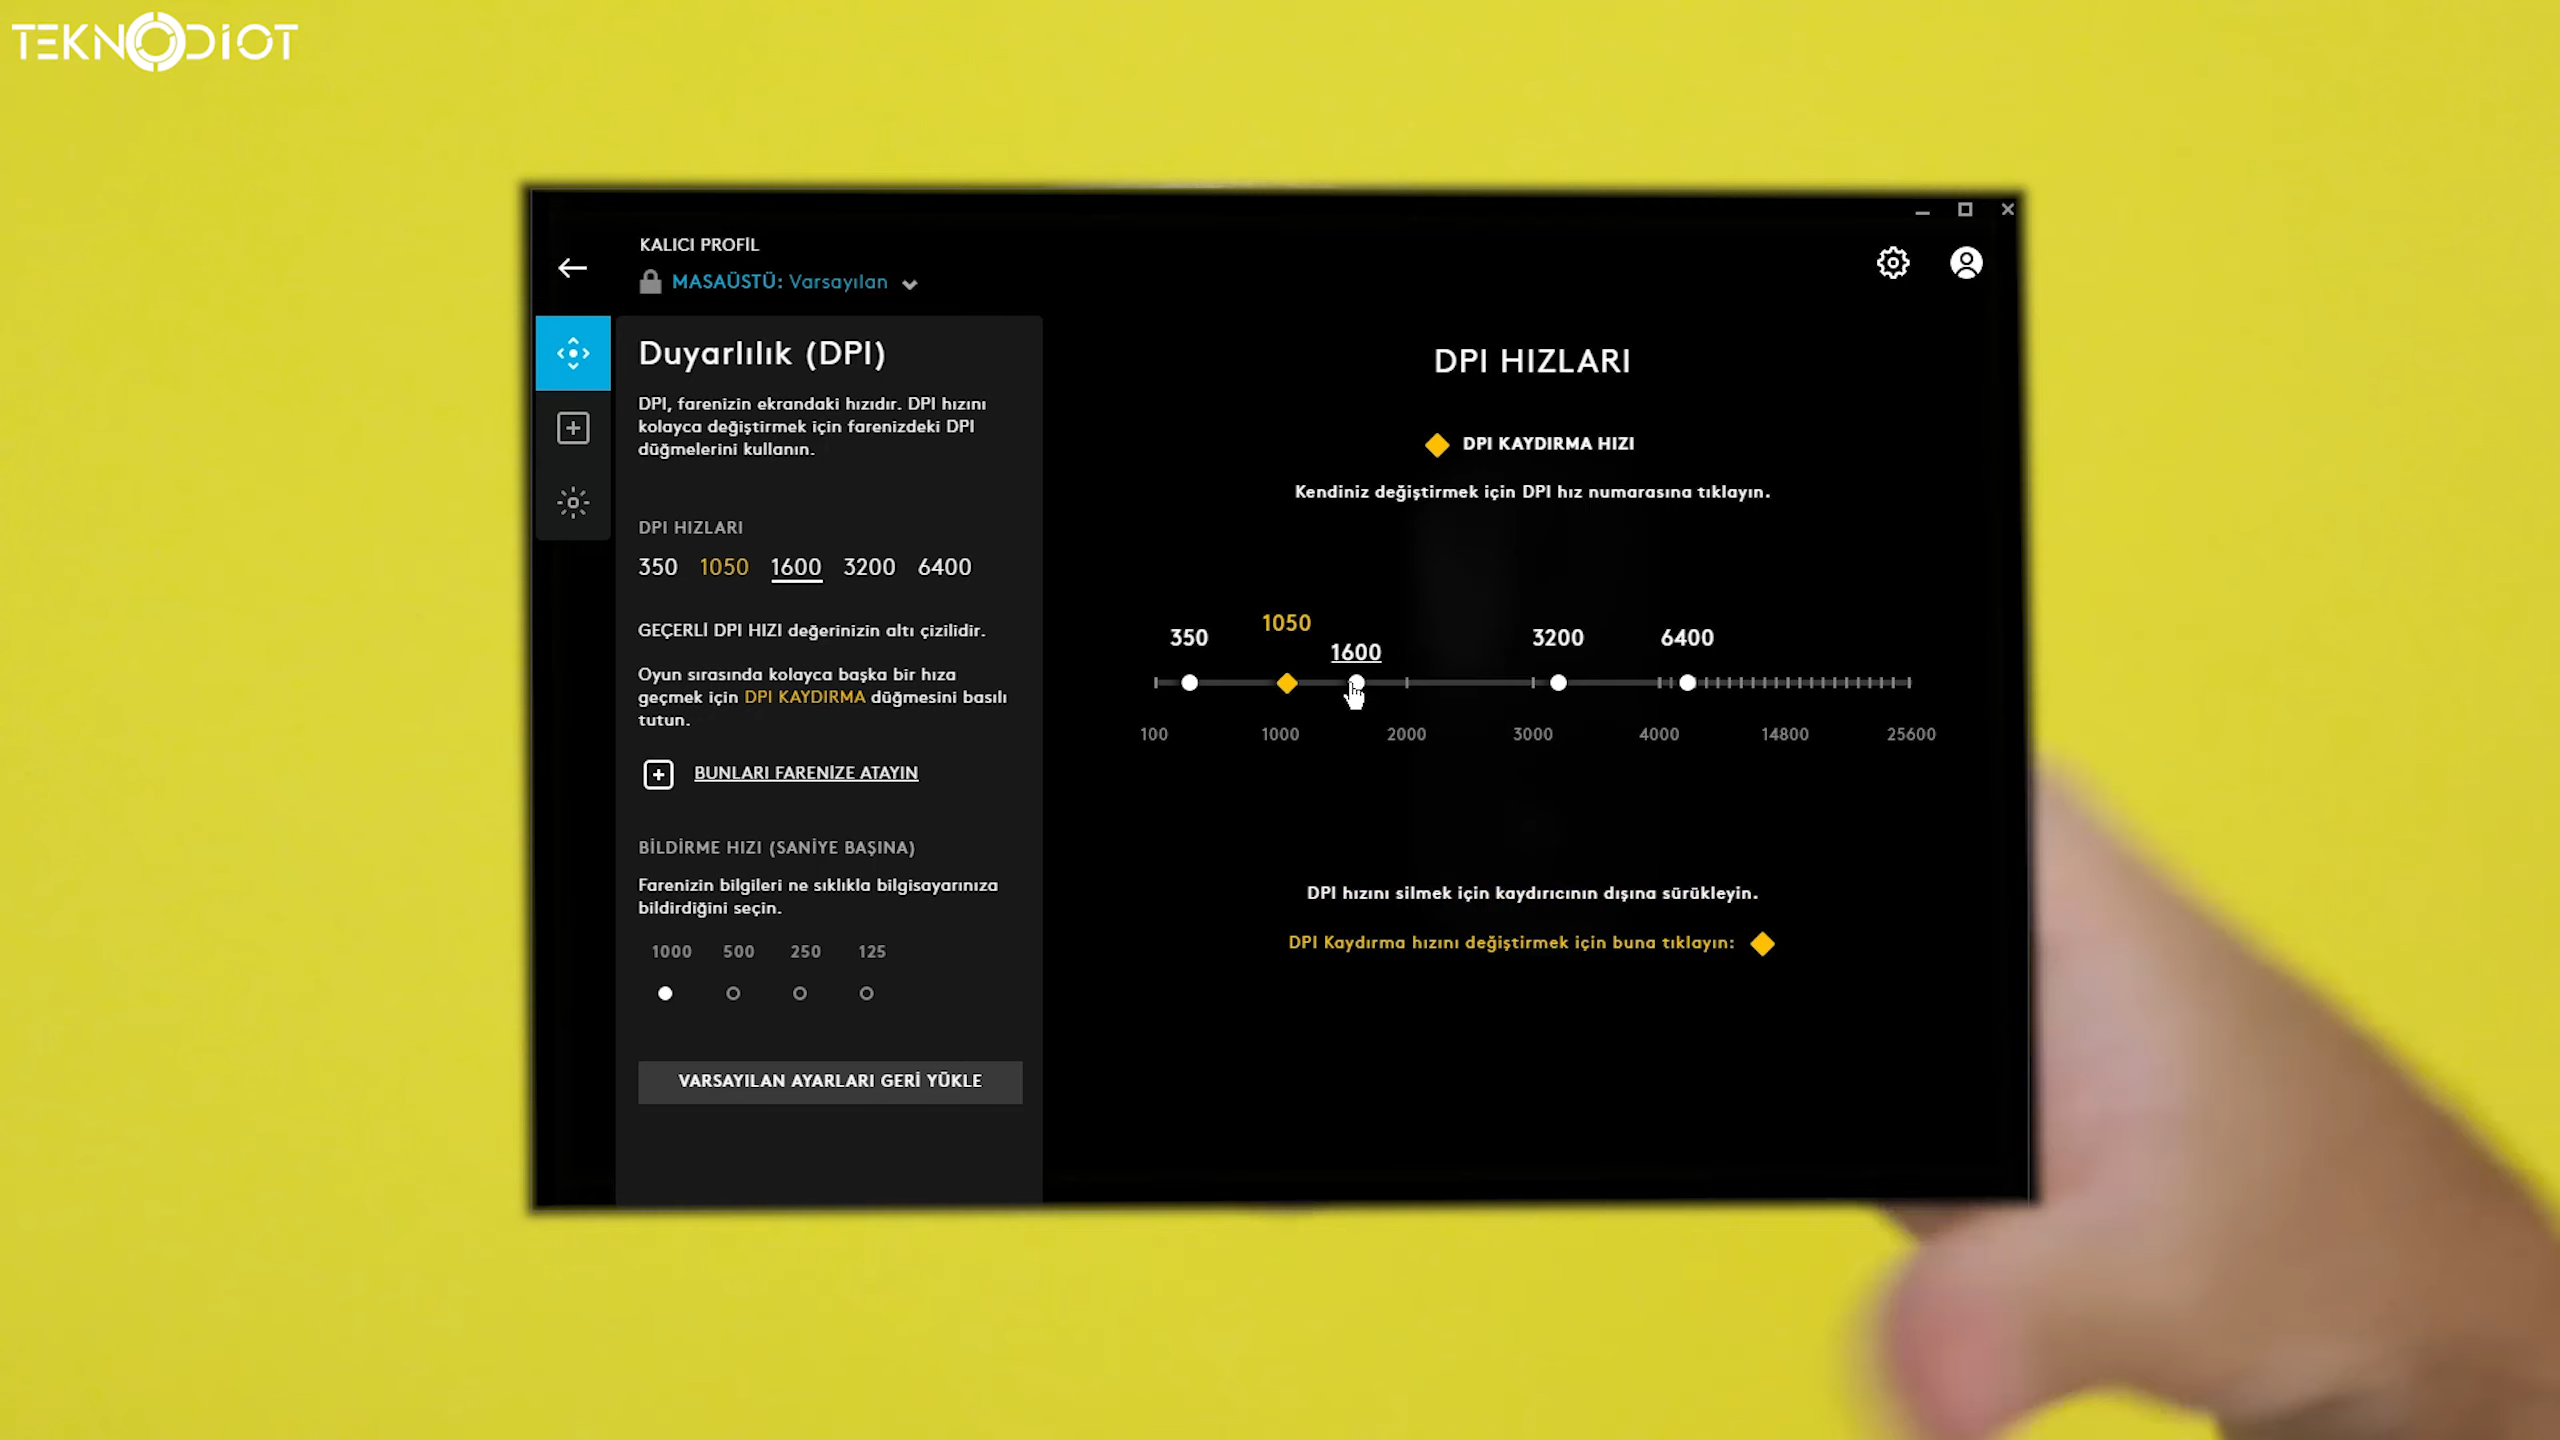 TEKNODIOT
KALICI PROFİL
MASAÜSTÜ: Varsayılan
Duyarlılık (DPI)
DPI, farenizin ekrandaki hızıdır. DPI hızını
kolayca değiştirmek için farenizdeki DPI
düğmelerini kullanın.
DPI HIZLARI
350 1050 1600 3200 6400
GEÇERLİ DPI HIZI değerinizin altı çizilidir.
Oyun sırasında kolayca başka bir hıza
geçmek için DPI KAYDIRMA düğmesini basılı
tutun.
BUNLARI FARENİZE ATAYIN
BİLDİRME HIZI (SANİYE BAŞINA)
Farenizin bilgileri ne sıklıkla bilgisayarınıza
bildirdiğini seçin.
1000 500 250 125
VARSAYILAN AYARLARI GERİ YÜKLE
DPI HIZLARI
DPI KAYDIRMA HIZI
Kendiniz değiştirmek için DPI hız numarasına tıklayın.
350 1050 1600 3200 6400
100 1000 2000 3000 4000 14800 25600
DPI hızını silmek için kaydırıcının dışına sürükleyin.
DPI Kaydırma hızını değiştirmek için buna tıklayın: